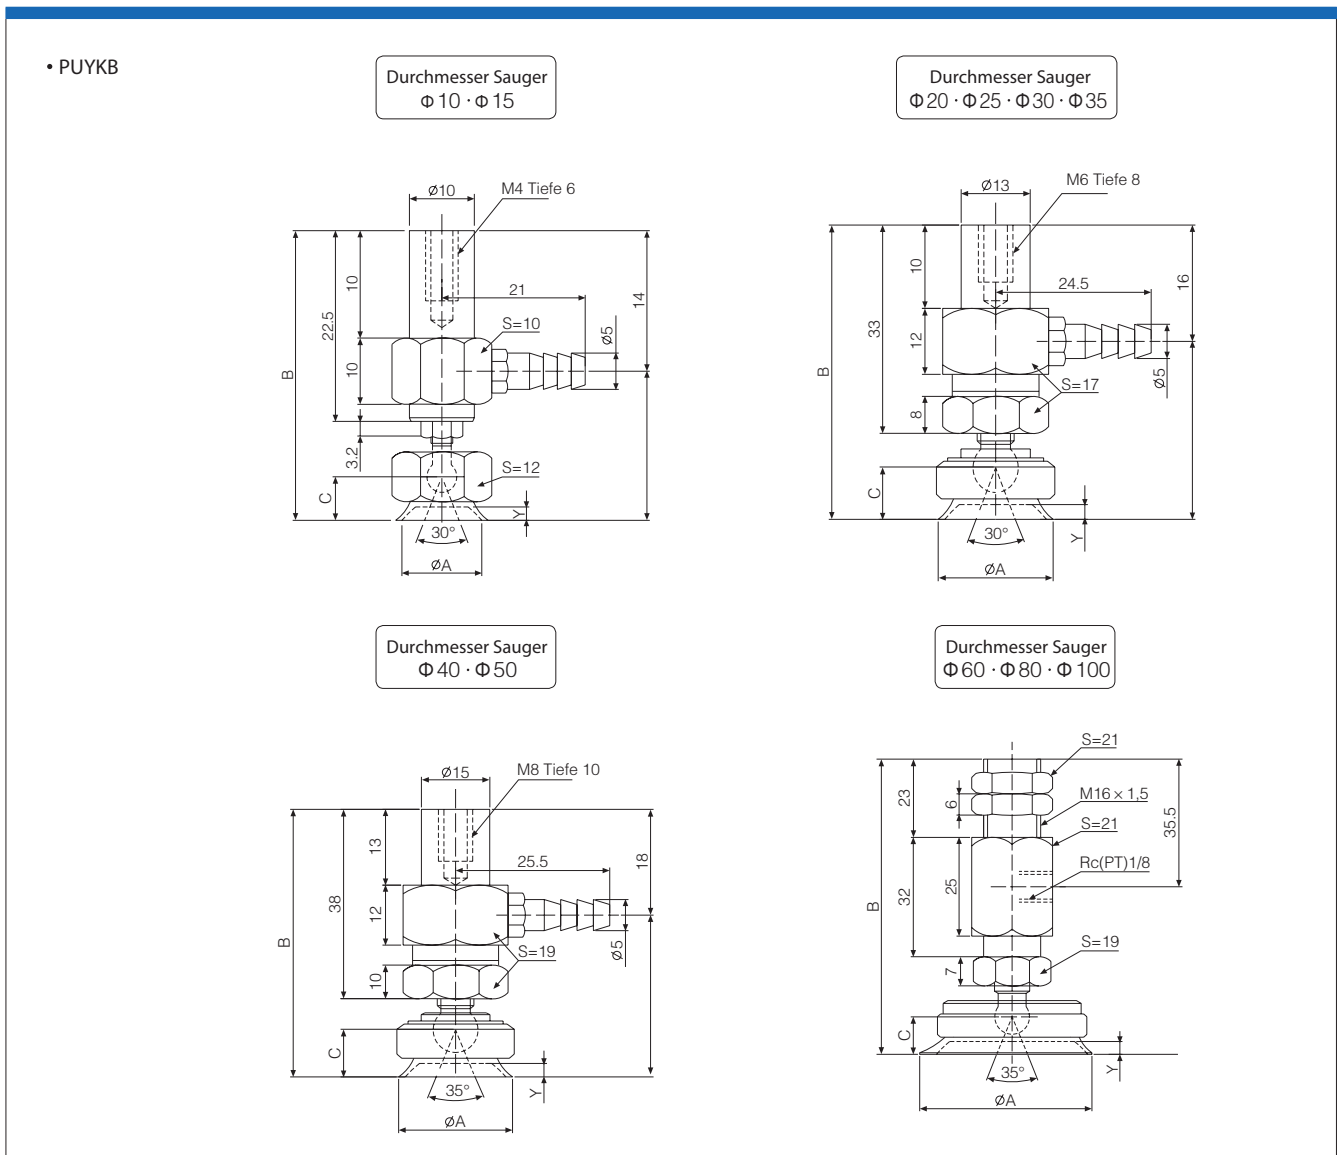 • PUYKB
Durchmesser Sauger
Φ10 · Φ15
Ø10
M4 Tiefe 6
B
22.5
10
10
3.2
C
21
S=10
Ø5
14
S=12
Y
30°
ØA
Durchmesser Sauger
Φ20 · Φ25 · Φ30 · Φ35
Ø13
M6 Tiefe 8
B
33
10
12
8
C
24.5
16
Ø5
S=17
Y
30°
ØA
Durchmesser Sauger
Φ40 · Φ50
Ø15
M8 Tiefe 10
B
38
13
12
10
C
25.5
18
Ø5
S=19
Y
35°
ØA
Durchmesser Sauger
Φ60 · Φ80 · Φ100
S=21
M16 × 1,5
S=21
Rc(PT)1/8
S=19
B
23
6
32
25
7
C
35.5
Y
35°
ØA